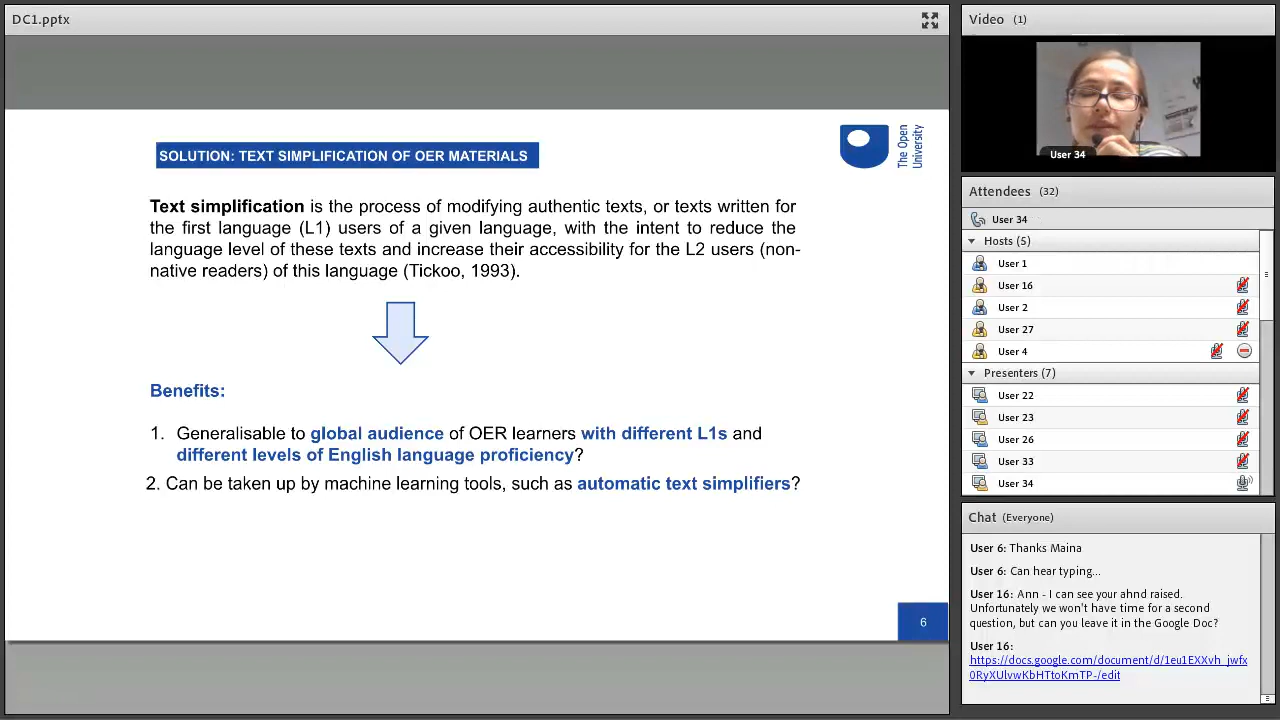 DC1.pptx
SOLUTION: TEXT SIMPLIFICATION OF OER MATERIALS
The Open
University
Text simplification is the process of modifying authentic texts, or texts written for
the first language (L1) users of a given language, with the intent to reduce the
language level of these texts and increase their accessibility for the L2 users (non-
native readers) of this language (Tickoo, 1993).
Benefits:
1. Generalisable to global audience of OER learners with different L1s and
different levels of English language proficiency?
2. Can be taken up by machine learning tools, such as automatic text simplifiers?
6
Video (1)
User 34
Attendees (32)
User 34
Hosts (5)
User 1
User 16
User 2
User 27
User 4
Presenters (7)
User 22
User 23
User 26
User 33
User 34
Chat (Everyone)
User 6: Thanks Maina
User 6: Can hear typing...
User 16: Ann - I can see your ahnd raised.
Unfortunately we won't have time for a second
question, but can you leave it in the Google Doc?
User 16:
https://docs.google.com/document/d/1eu1EXXvh_jwfx
0RyXUlvwKbHTtoKmTP-/edit